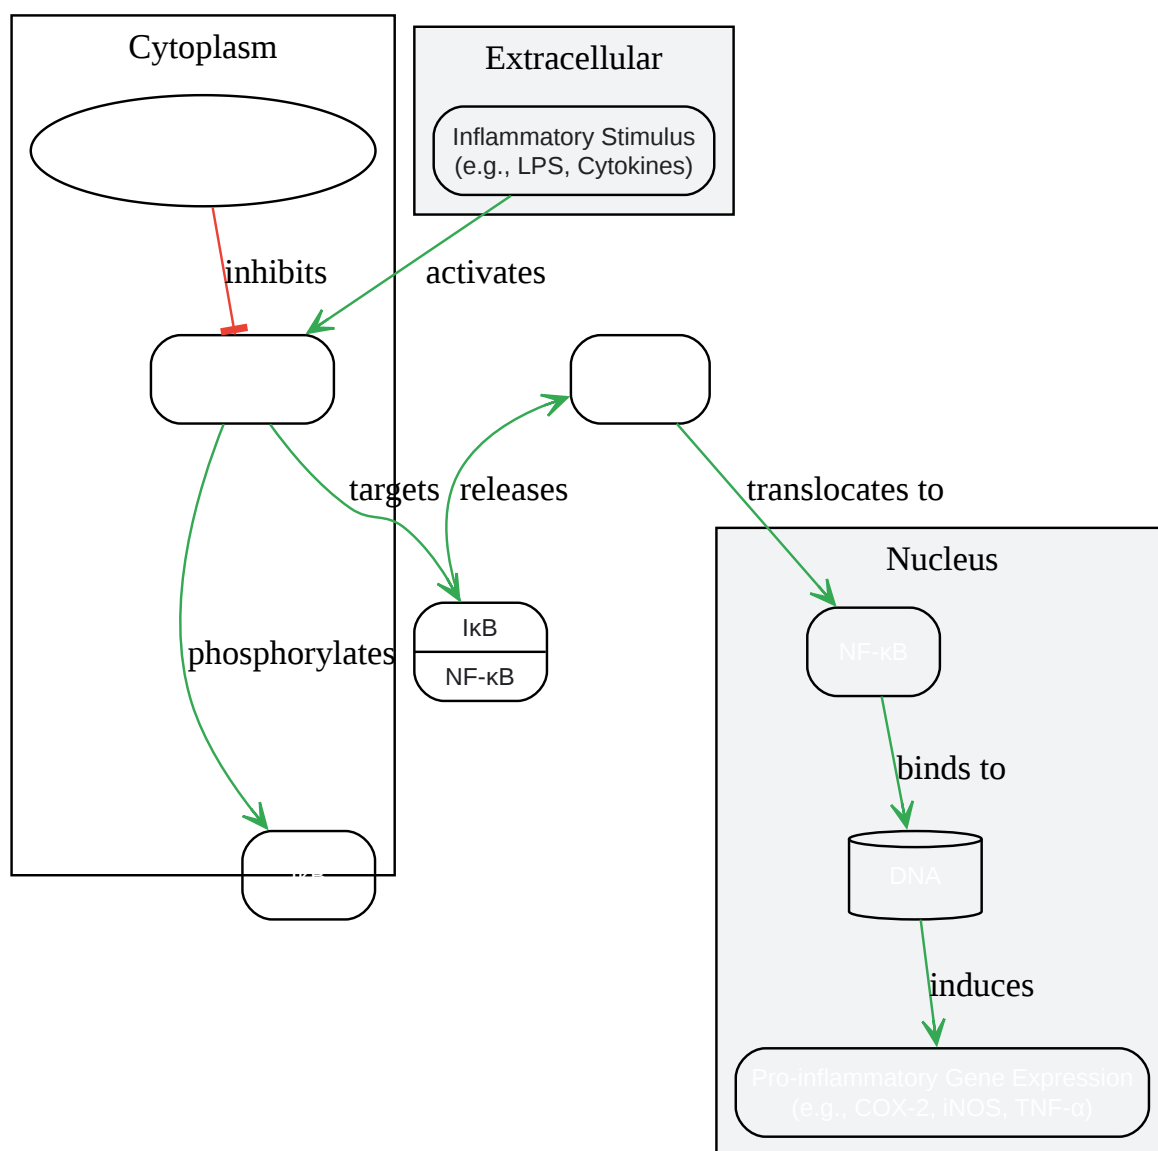 Cytoplasm
Extracellular
Inflammatory Stimulus
(e.g., LPS, Cytokines)
inhibits
activates
targets
releases
translocates to
Nucleus
IκB
NF-κB
NF-κB
phosphorylates
binds to
IκB
DNA
induces
Pro-inflammatory Gene Expression
(e.g., COX-2, iNOS, TNF-α)